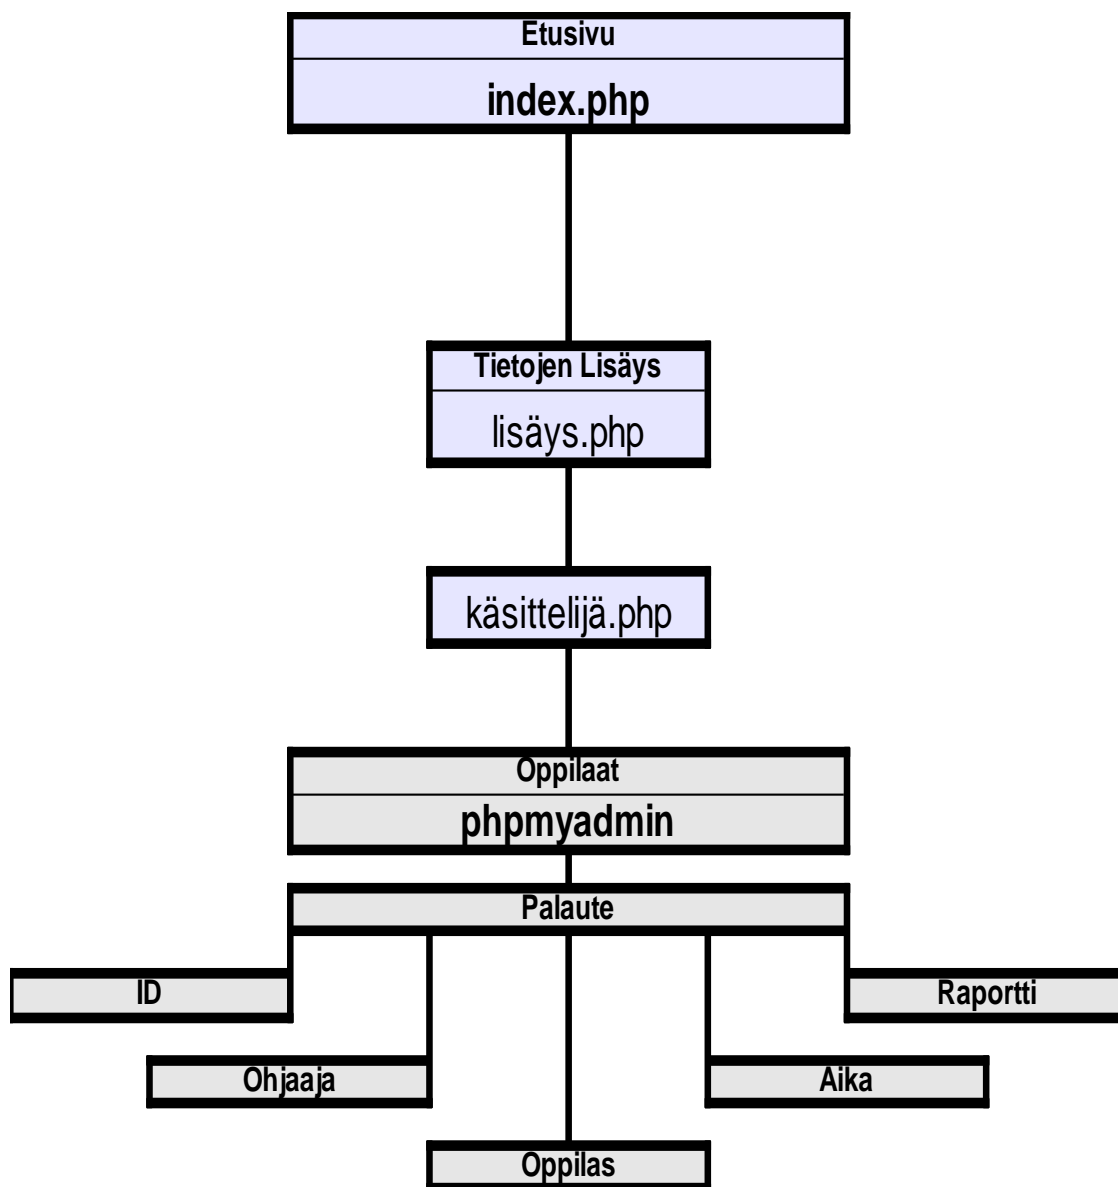 Etusivu
index.php
Tietojen Lisäys
lisäys.php
käsittelijä.php
Oppilaat
phpmyadmin
Palaute
ID
Raportti
Ohjaaja
Aika
Oppilas